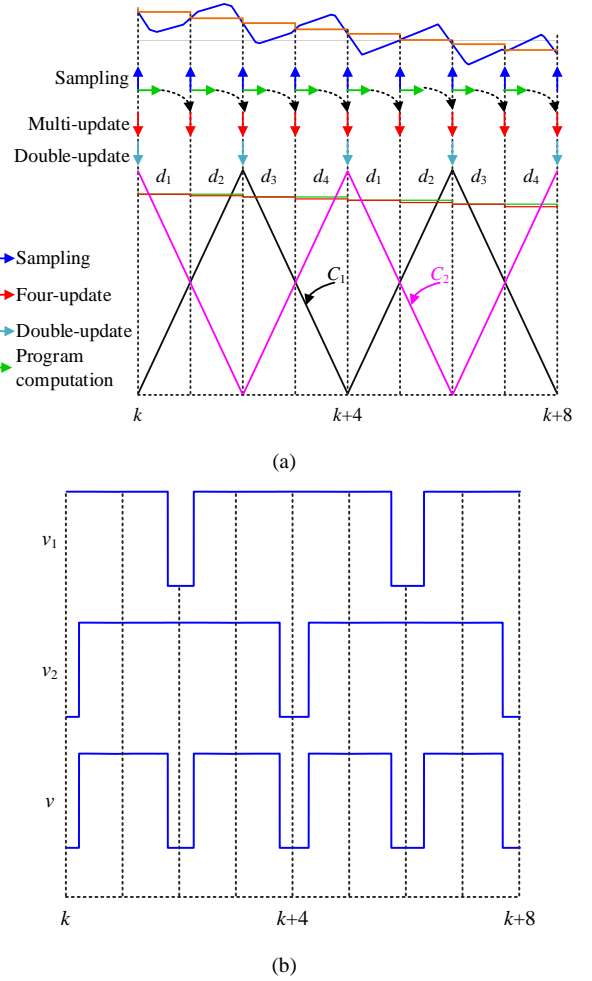 Sampling
Multi-update
Double-update
d1 d2 d3 d4 d1 d2 d3 d4
Sampling
C1 C2
Four-update
Double-update
Program
computation
k k+4 k+8
(a)
v1
v2
v
k k+4 k+8
(b)